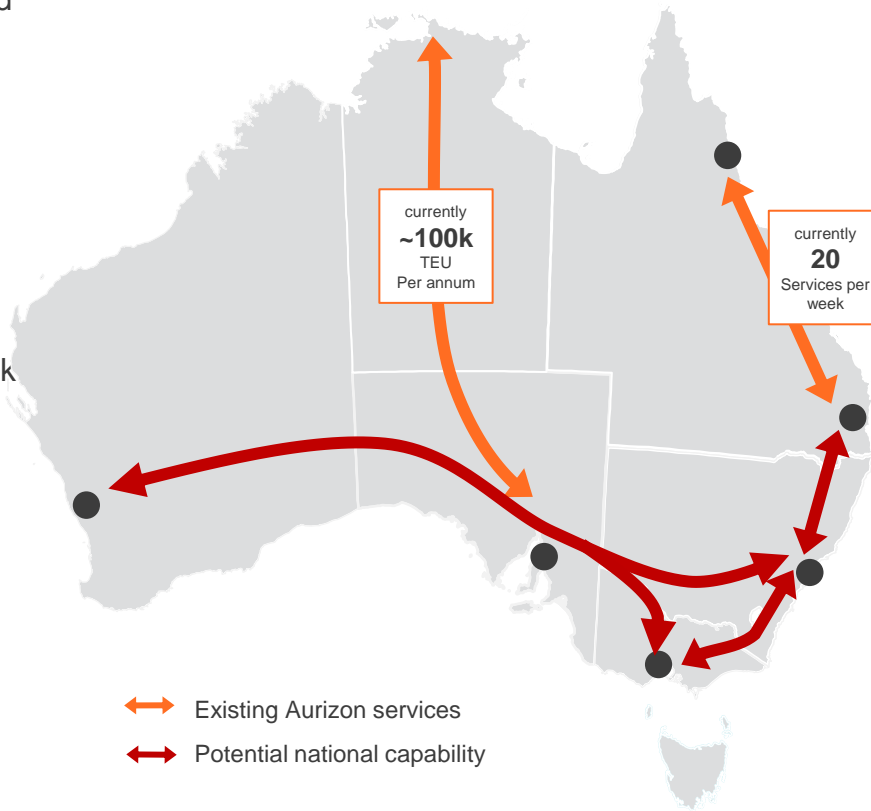 d
currently
~100k
TEU
Per annum
currently
20
Services per
week
k
Existing Aurizon services
Potential national capability